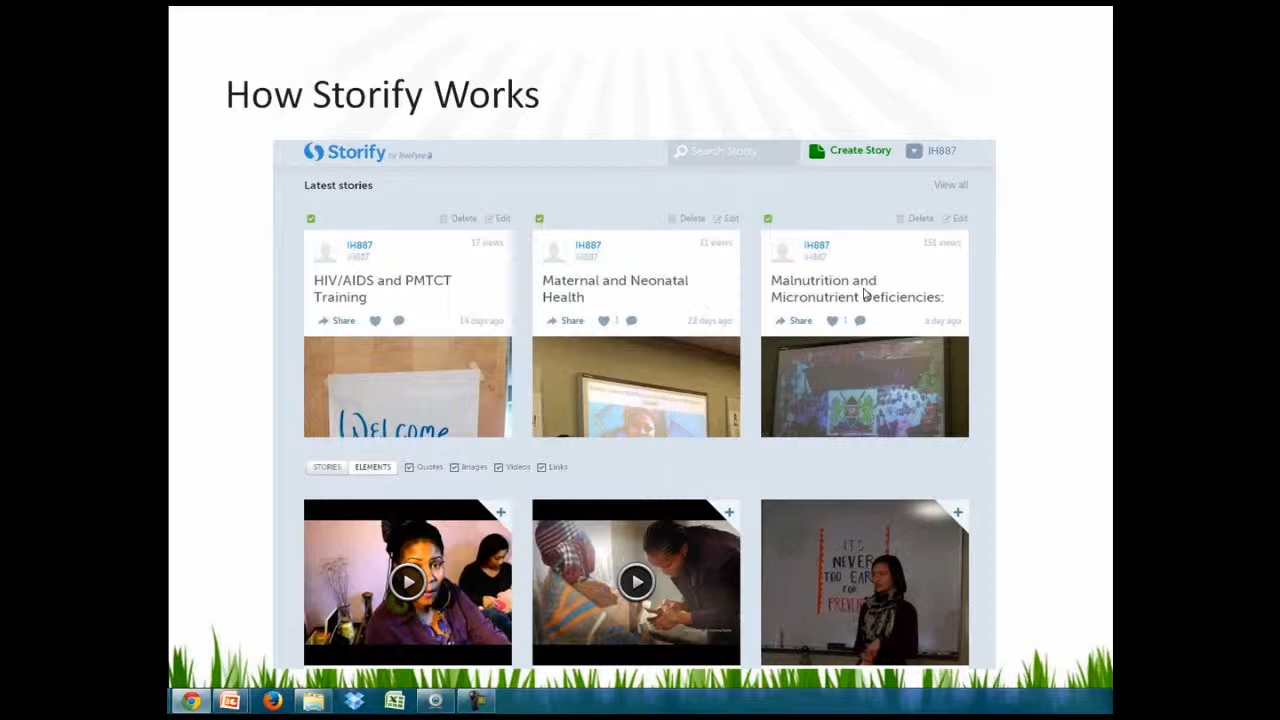 How Storify Works
Storify by livefyre
Search Storify
Create Story
IH887
Latest stories
View all
Delete Edit
Delete Edit
Delete Edit
IH887
IH887
17 views
HIV/AIDS and PMTCT
Training
Share
14 days ago
IH887
IH887
11 views
Maternal and Neonatal
Health
Share
1
22 days ago
IH887
IH887
151 views
Malnutrition and
Micronutrient Deficiencies:
Share
1
a day ago
WELCOME
STORIES ELEMENTS Quotes Images Videos Links
IT'S
NEVER
TOO EAR
FOR
PREVEN